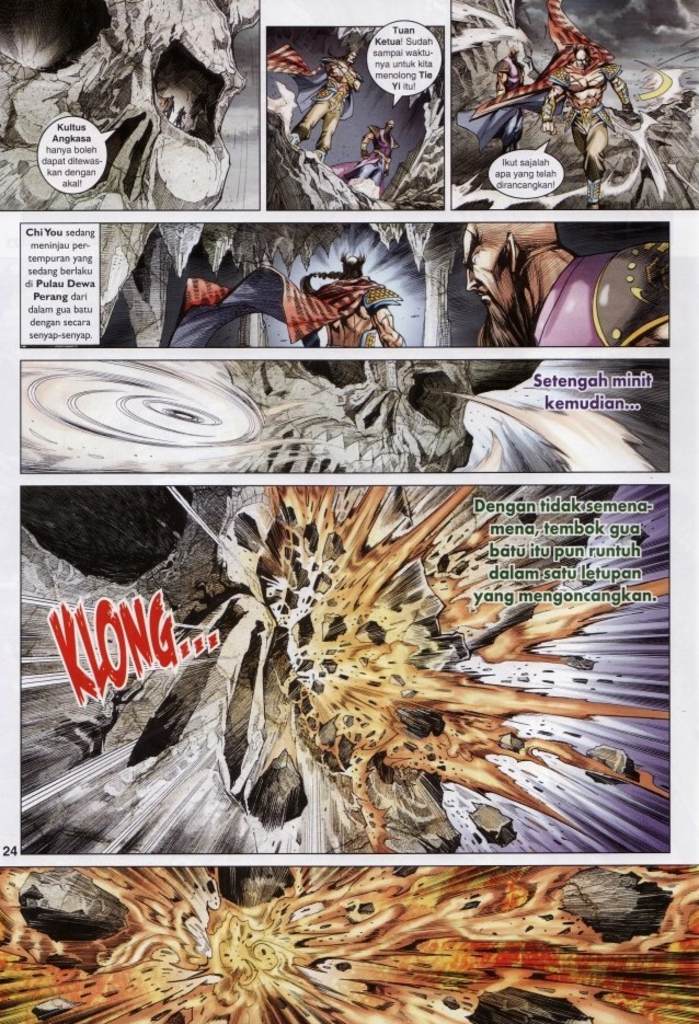 Kultus
Angkasa
hanya boleh
dapat ditewas-
kan dengan
akal!
Tuan
Ketua! Sudah
sampai waktu-
nya untuk kita
menolong Tie
Yi itu!
Ikut sajalah
apa yang telah
dirancangkan!
Chi You sedang
meninjau per-
tempuran yang
sedang berlaku
di Pulau Dewa
Perang dari
dalam gua batu
dengan secara
senyap-senyap.
Setengah minit
kemudian...
Dengan tidak semena-
mena, tembok gua
batu itu pun runtuh
dalam satu letupan
yang mengoncangkan.
KLONG...
24